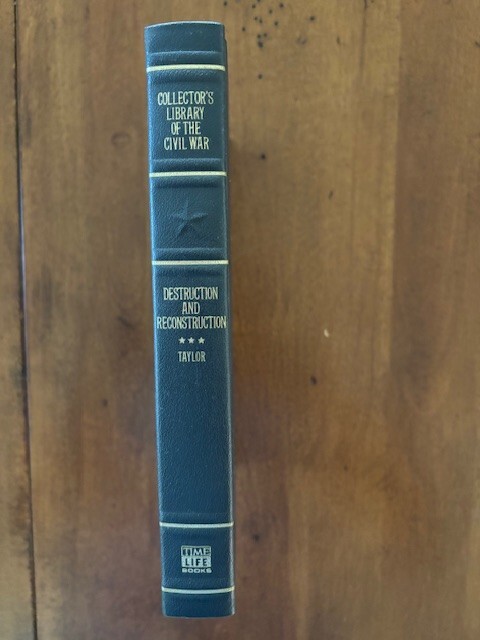 COLLECTOR'S
LIBRARY
OF THE
CIVIL WAR
DESTRUCTION
AND
RECONSTRUCTION
★★★
TAYLOR
TIME
LIFE
BOOKS